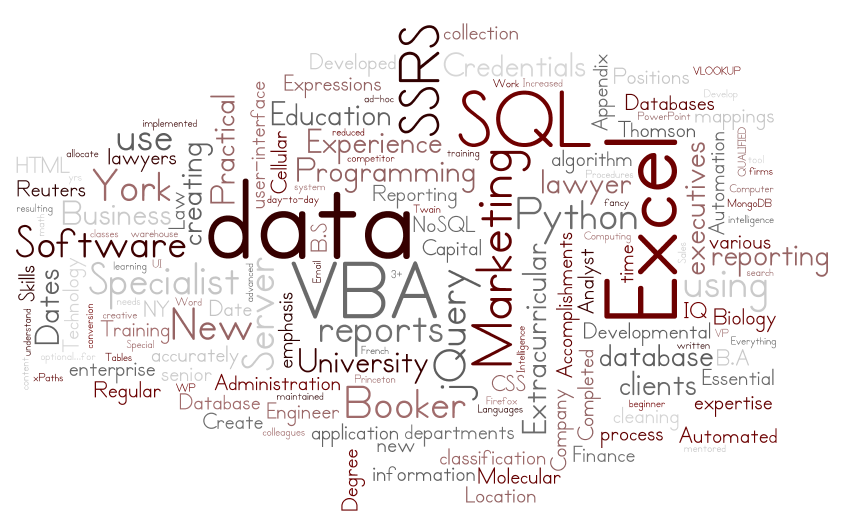 collection
SSRS
Developed
Credentials
Positions
VLOOKUP
Appendix
Expressions
Work
Increased
Develop
ad-hoc
Databases
user-interface
Practical
Education
SQL
PowerPoint
mappings
implemented
reduced
Thomson
use
Cellular
Experience
training
QUALIFIED
allocate
lawyers
creating
competitor
algorithm
Excel
tool
HTML
Programming
Marketing
Procedures
firms
yrs
York
system
lawyer
executives
Automation
Computer
Reuters
Law
data
day-to-day
Reporting
fancy
MongoDB
resulting
Business
Twain
Python
intelligence
math
B.S
NoSQL
classes
warehouse
Computing
Sales
Software
Capital
time
various
learning
UI
Email
3+
Analyst
reporting
Skills
Dates
Technology
Specialist
advanced
VBA
Extracurricular
Accomplishments
search
needs
NY
Word
Date
Server
emphasis
jQuery
using
understand
conversion
creative
Training
New
reports
IQ
Biology
Special
Intelligence
Developmental
VP
optional...for
Tables
accurately
French
written
Everything
content
xPaths
enterprise
senior
University
database
B.A
Regular
WP
Administration
Princeton
CSS
Completed
clients
Essential
Database
maintained
Booker
Firefox
Languages
Company
beginner
expertise
Create
Engineer
cleaning
colleagues
application
departments
process
Automated
new
mentored
Degree
classification
Finance
information
Molecular
Location